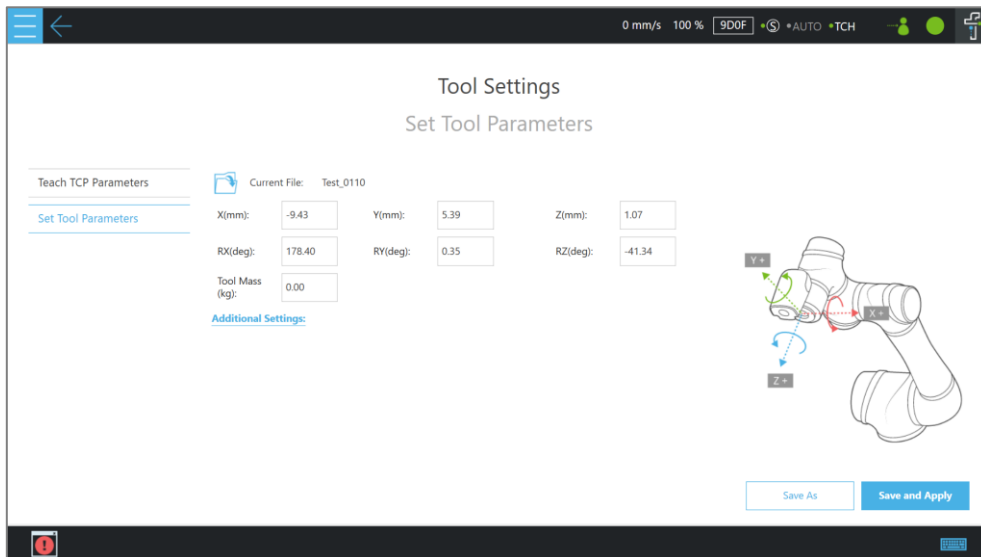 0 mm/s 100 % 9D0F S AUTO TCH
Tool Settings
Set Tool Parameters
Teach TCP Parameters
Set Tool Parameters
Current File: Test_0110
X(mm): -9.43 Y(mm): 5.39 Z(mm): 1.07
RX(deg): 178.40 RY(deg): 0.35 RZ(deg): -41.34
Tool Mass
(kg): 0.00
Additional Settings:
Y +
X +
Z +
Save As Save and Apply